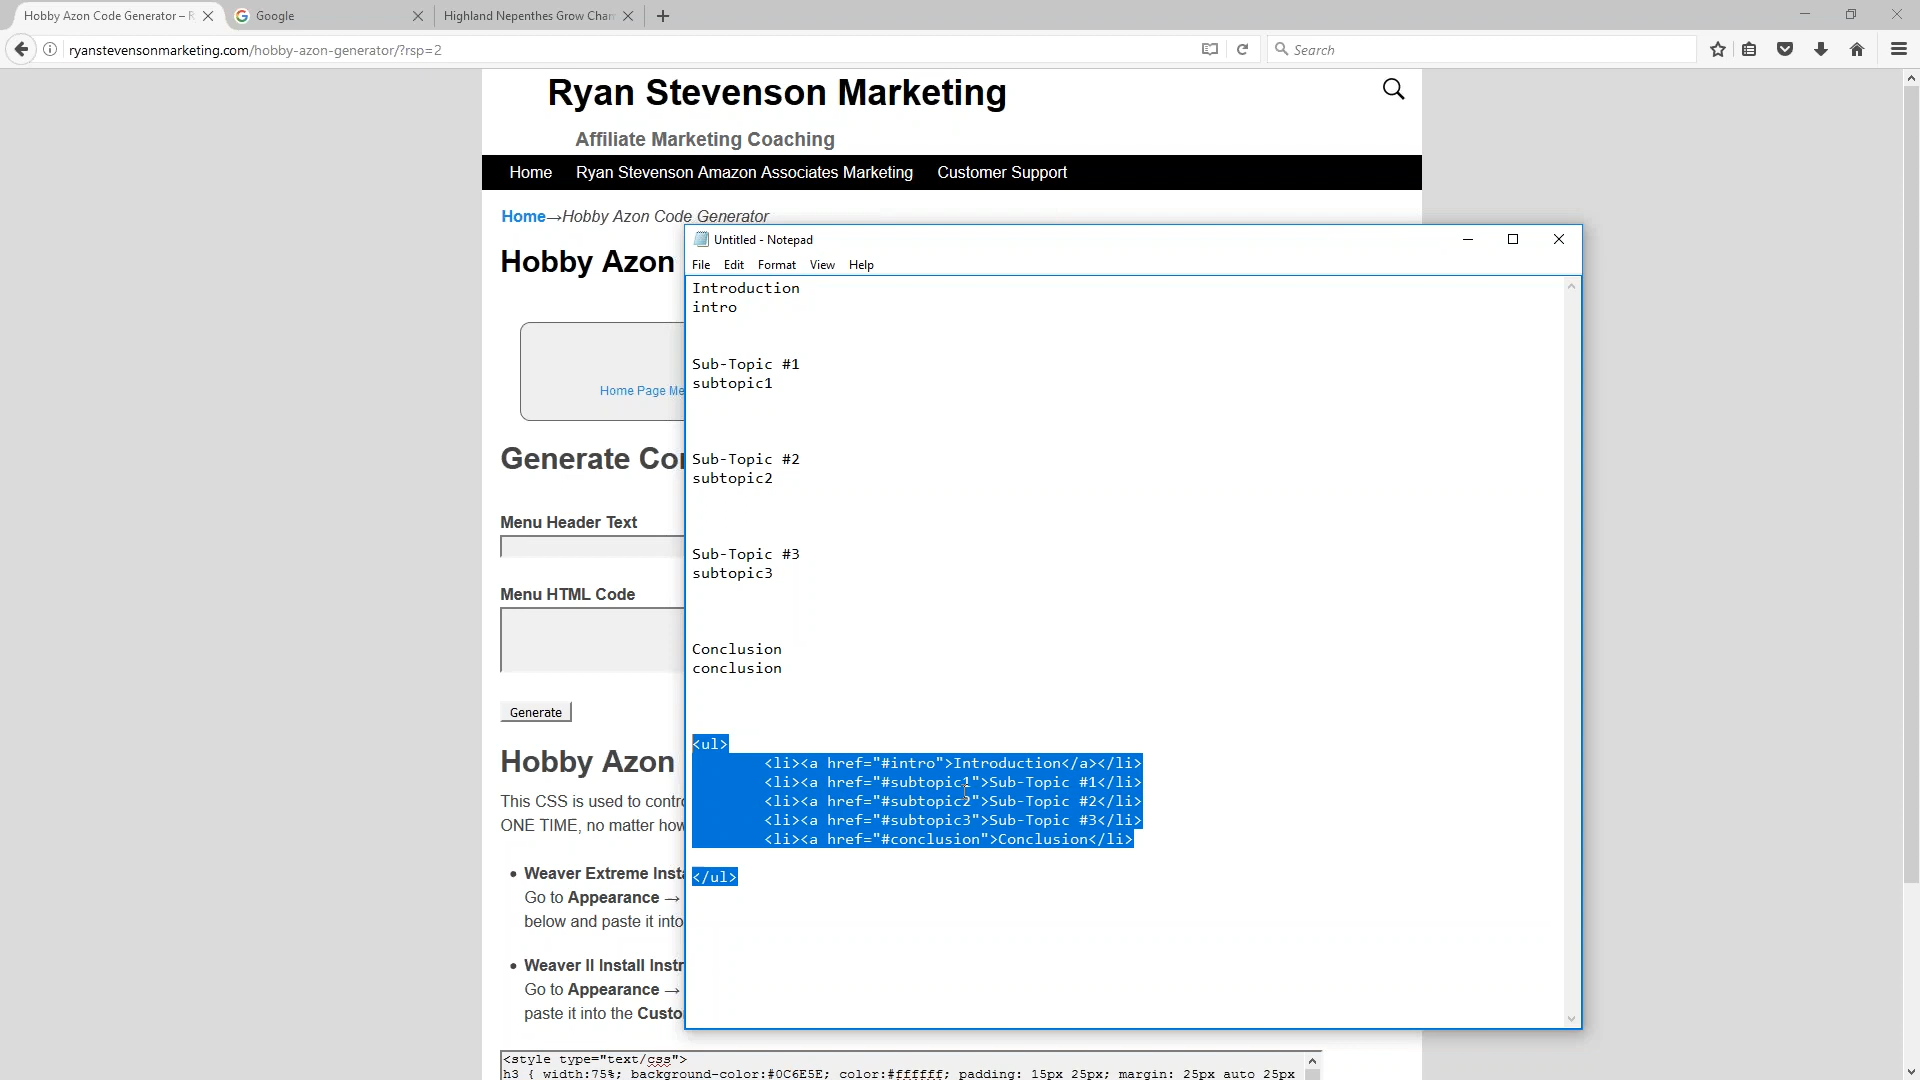 Hobby Azon Code Generator – R
Google
Highland Nepenthes Grow Cham
ryanstevensonmarketing.com/hobby-azon-generator/?rsp=2
Search
Ryan Stevenson Marketing
Affiliate Marketing Coaching
Home Ryan Stevenson Amazon Associates Marketing Customer Support
Home→Hobby Azon Code Generator
Hobby Azon
Home Page Me
Generate Co
Menu Header Text
Menu HTML Code
Generate
Hobby Azon
This CSS is used to contr
ONE TIME, no matter how
• Weaver Extreme Insta
Go to Appearance →
below and paste it into
• Weaver II Install Instr
Go to Appearance →
paste it into the Custo
<style type="text/css">
h3 { width:75%; background-color:#0C6E5E; color:#ffffff; padding: 15px 25px; margin: 25px auto 25px
Untitled - Notepad
File Edit Format View Help
Introduction
intro
Sub-Topic #1
subtopic1
Sub-Topic #2
subtopic2
Sub-Topic #3
subtopic3
Conclusion
conclusion
<ul>
<li><a href="#intro">Introduction</a></li>
<li><a href="#subtopic1">Sub-Topic #1</li>
<li><a href="#subtopic2">Sub-Topic #2</li>
<li><a href="#subtopic3">Sub-Topic #3</li>
<li><a href="#conclusion">Conclusion</li>
</ul>